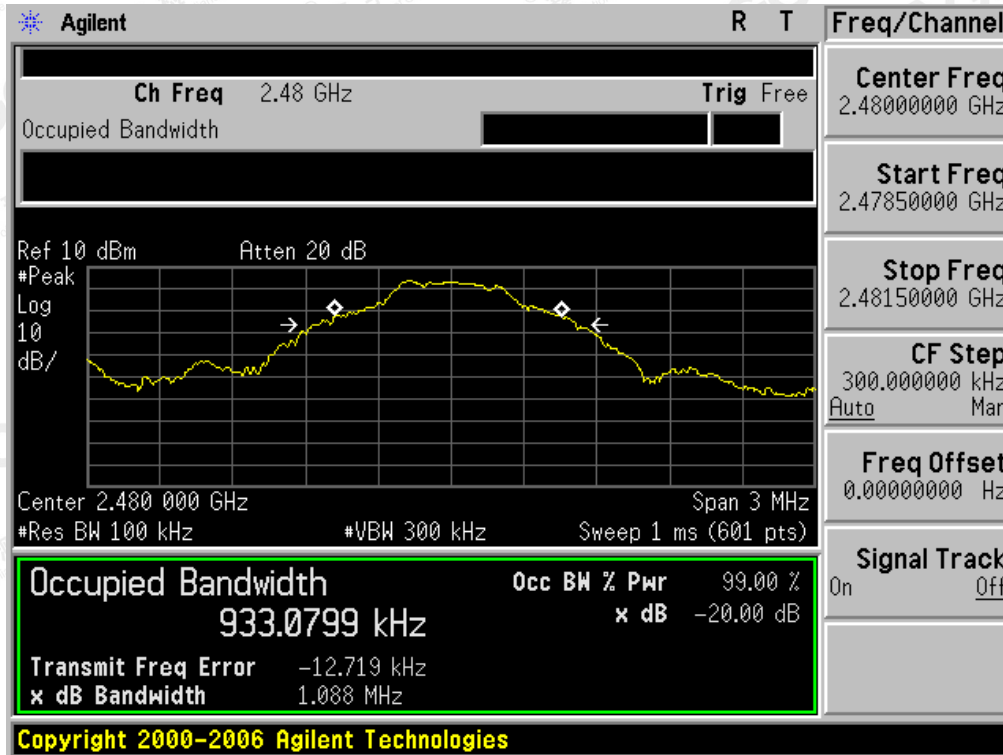 Agilent R T Freq/Channel
Ch Freq 2.48 GHz Trig Free
Occupied Bandwidth
Center Freq
2.48000000 GHz
Start Freq
2.47850000 GHz
Stop Freq
2.48150000 GHz
CF Step
300.000000 kHz
Auto Man
Freq Offset
0.00000000 Hz
Signal Track
On Off
Ref 10 dBm Atten 20 dB
#Peak
Log
10
dB/
Center 2.480 000 GHz Span 3 MHz
#Res BW 100 kHz #VBW 300 kHz Sweep 1 ms (601 pts)
Occupied Bandwidth Occ BW % Pwr 99.00 %
933.0799 kHz x dB -20.00 dB
Transmit Freq Error -12.719 kHz
x dB Bandwidth 1.088 MHz
Copyright 2000-2006 Agilent Technologies